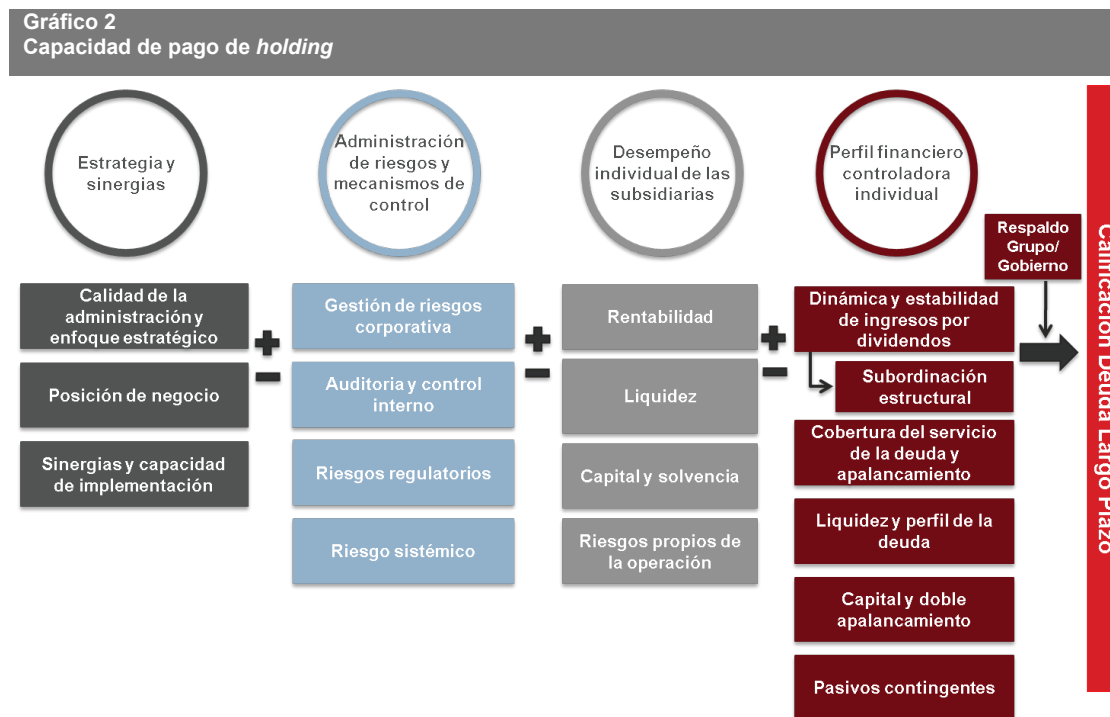 Gráfico 2
Capacidad de pago de holding
Estrategia y
sinergias
Administración
de riesgos y
mecanismos de
control
Desempeño
individual de las
subsidiarias
Perfil financiero
controladora
individual
Calidad de la
administración y
enfoque estratégico
Posición de negocio
Sinergias y capacidad
de implementación
Gestión de riesgos
corporativa
Auditoria y control
interno
Riesgos regulatorios
Riesgo sistémico
Rentabilidad
Liquidez
Capital y solvencia
Riesgos propios de
la operación
Dinámica y estabilidad
de ingresos por
dividendos
Subordinación
estructural
Cobertura del servicio
de la deuda y
apalancamiento
Liquidez y perfil de la
deuda
Capital y doble
apalancamiento
Pasivos contingentes
Respaldo
Grupo/
Gobierno
Calificación Deuda Largo Plazo